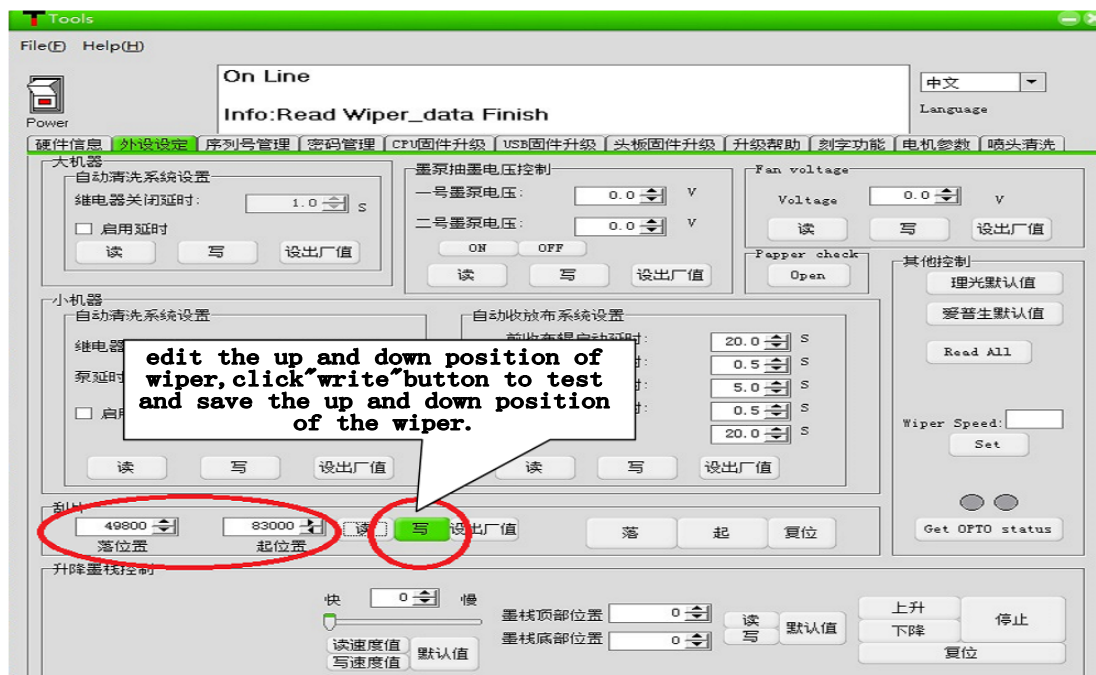 Tools
File(F) Help(H)
On Line
Info:Read Wiper_data Finish
Power
中文
Language
硬件信息 外设设定 序列号管理 密码管理 CPU固件升级 USB固件升级 头板固件升级 升级帮助 刻字功能 电机参数 喷头清洗
大机器
自动清洗系统设置
继电器关闭延时: 1.0 S
启用延时
读 写 设出厂值
墨泵抽墨电压控制
一号墨泵电压: 0.0 V
二号墨泵电压: 0.0 V
ON OFF
读 写 设出厂值
Fan voltage
Voltage 0.0 V
读 写 设出厂值
Papper check
Open
其他控制
理光默认值
爱普生默认值
Read All
Wiper Speed:
Set
Get OPTO status
小机器
自动清洗系统设置
继电器
泵延时
启用
读 写 设出厂值
自动收放布系统设置
20.0 S
0.5 S
5.0 S
0.5 S
20.0 S
读 写 设出厂值
edit the up and down position of
wiper,click"write"button to test
and save the up and down position
of the wiper.
49800 83000 读 写 设出厂值 落 起 复位
落位置 起位置
升降墨栈控制
快 0 慢
读速度值
写速度值
默认值
墨栈顶部位置 0
墨栈底部位置 0
读
写
默认值
上升
下降
停止
复位